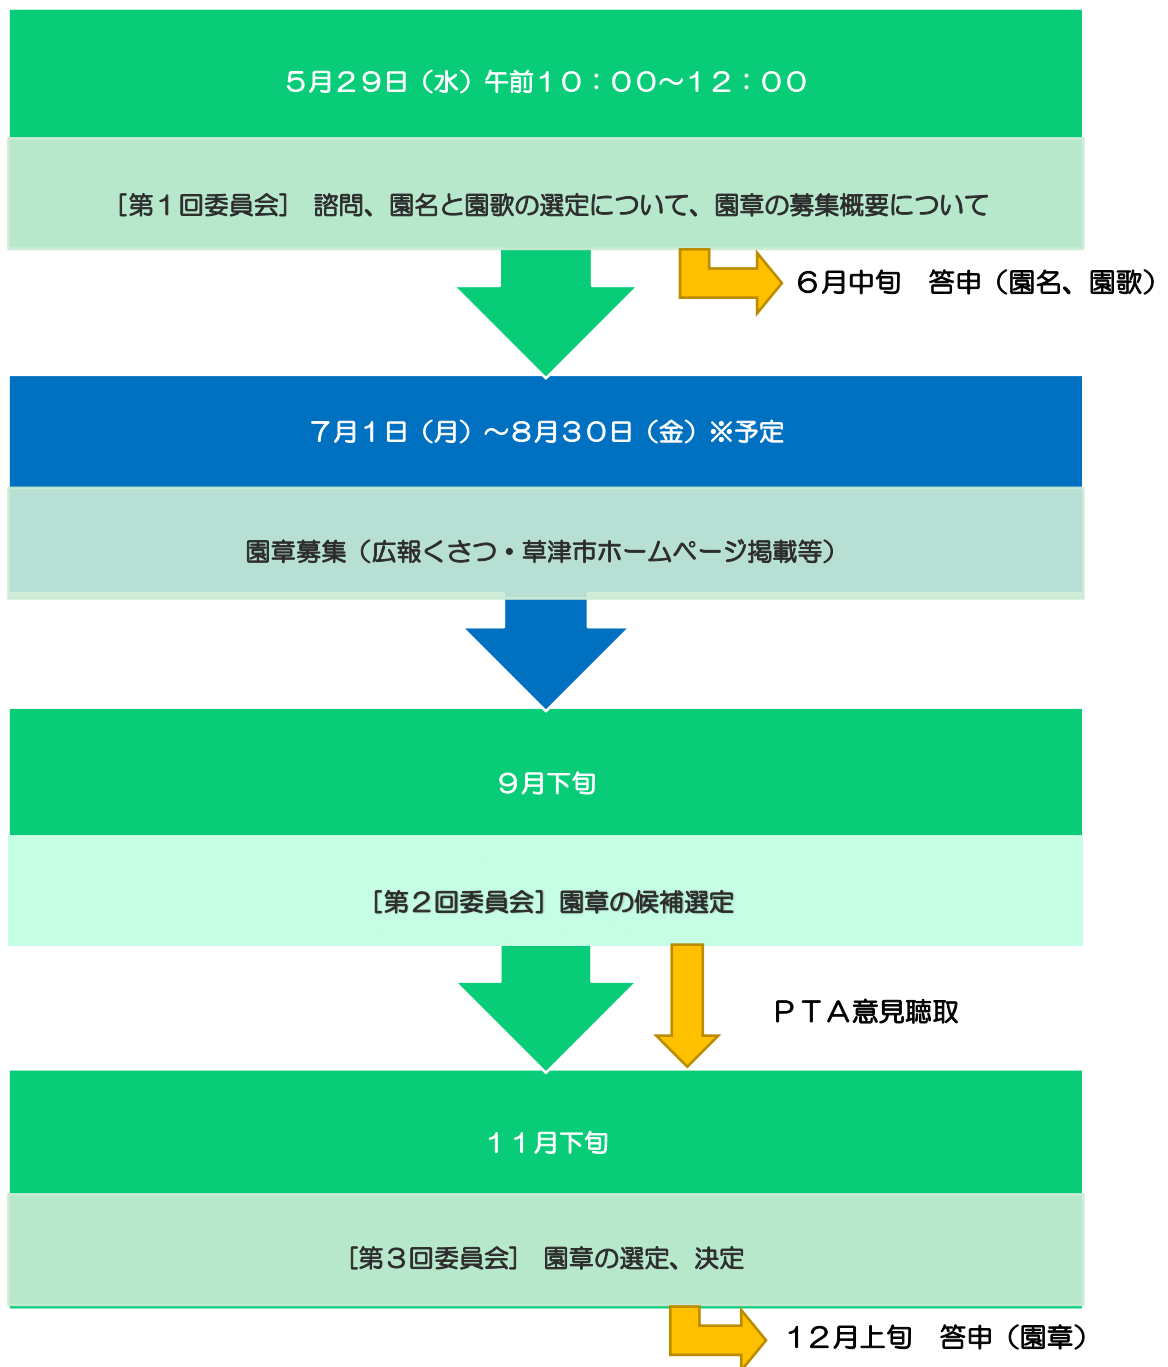 ５月２９日（水）午前１０：００～１２：００
［第１回委員会］　諮問、園名と園歌の選定について、園章の募集概要について
６月中旬　答申（園名、園歌）
７月１日（月）～８月３０日（金）※予定
園章募集（広報くさつ・草津市ホームページ掲載等）
９月下旬
［第２回委員会］園章の候補選定
ＰＴＡ意見聴取
１１月下旬
［第３回委員会］　園章の選定、決定
１２月上旬　答申（園章）